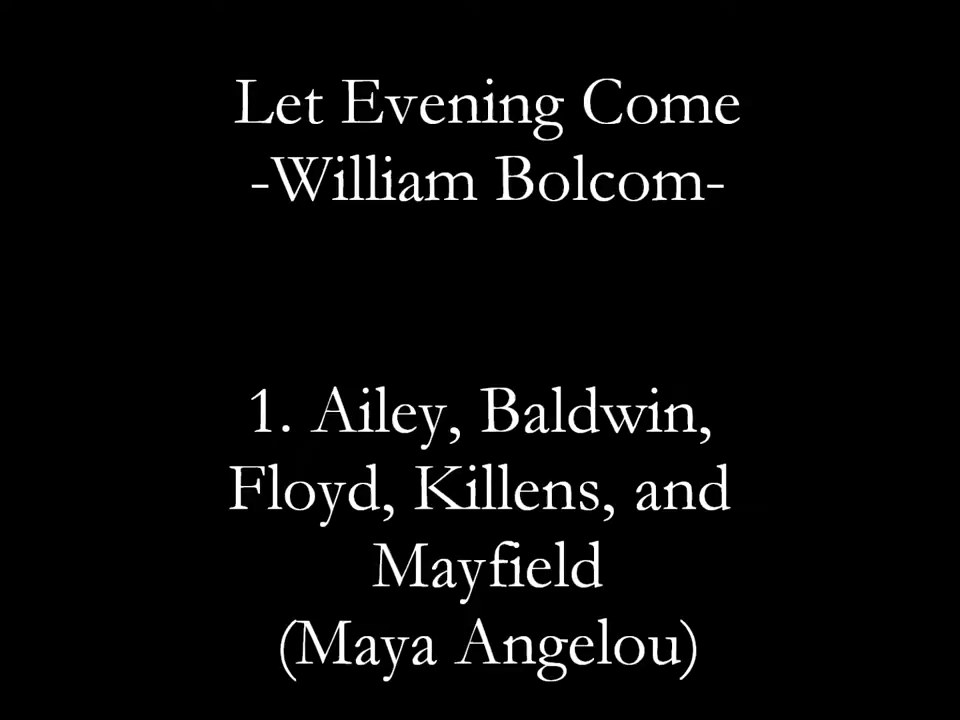 Let Evening Come
-William Bolcom-
1. Ailey, Baldwin,
Floyd, Killens, and
Mayfield
(Maya Angelou)